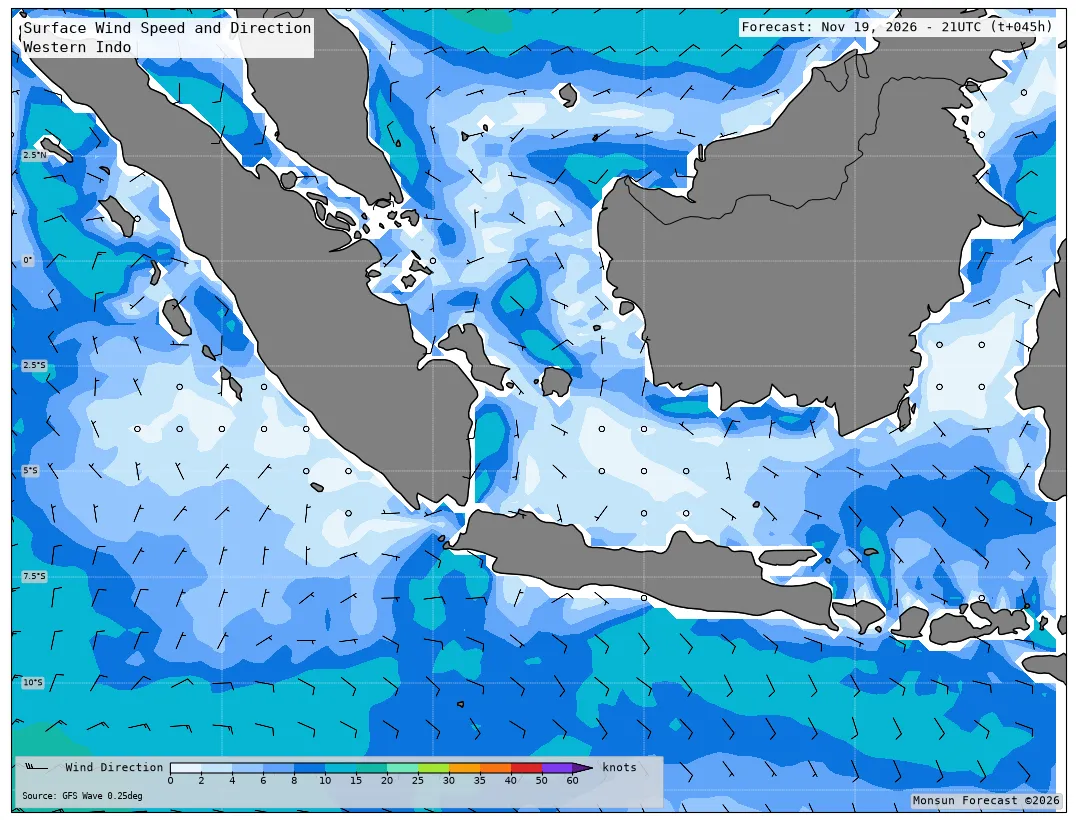 Surface Wind Speed and Direction
Western Indo
Forecast: Nov 19, 2026 - 21UTC (t+045h)
2.5°N
0°
2.5°S
5°S
7.5°S
10°S
Wind Direction
0 2 4 6 8 10 15 20 25 30 40 50 60
knots
Source: GFS Wave 0.25deg
Monsun Forecast ©2026